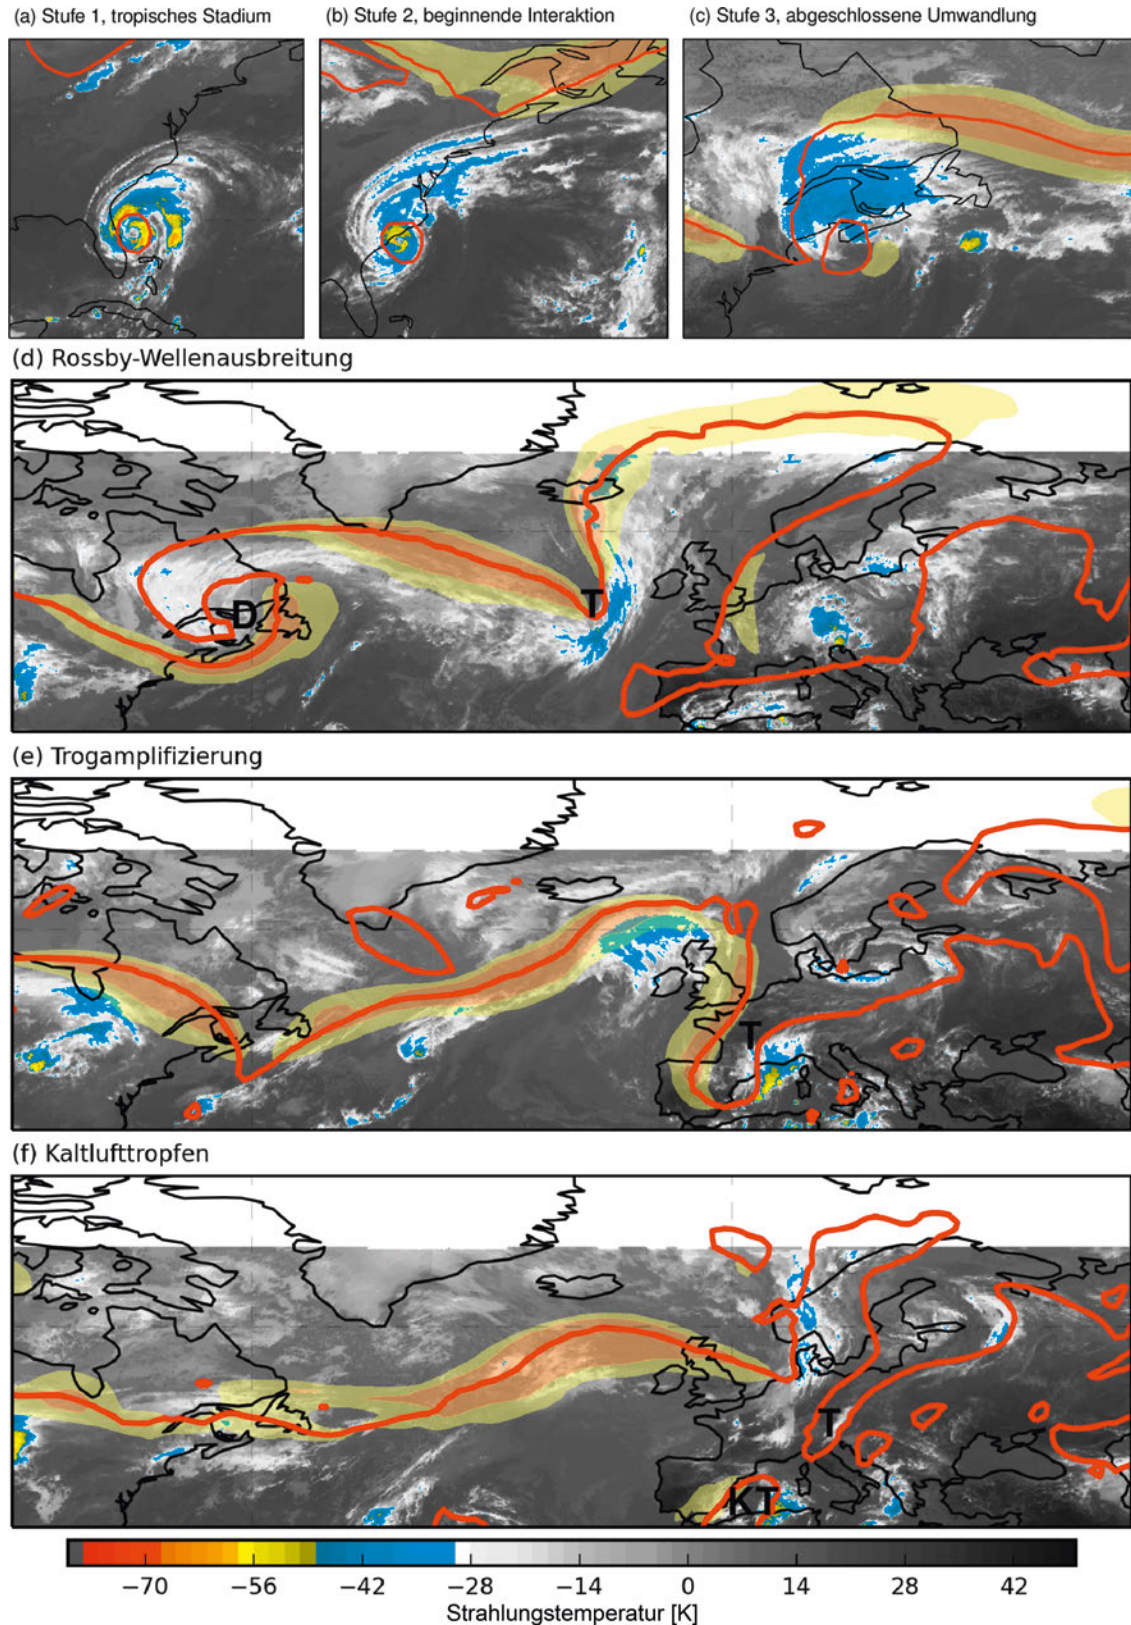 (a) Stufe 1, tropisches Stadium
(b) Stufe 2, beginnende Interaktion
(c) Stufe 3, abgeschlossene Umwandlung
(d) Rossby-Wellenausbreitung
D
T
(e) Trogamplifizierung
T
(f) Kaltlufttropfen
T
KT
−70 −56 −42 −28 −14 0 14 28 42
Strahlungstemperatur [K]